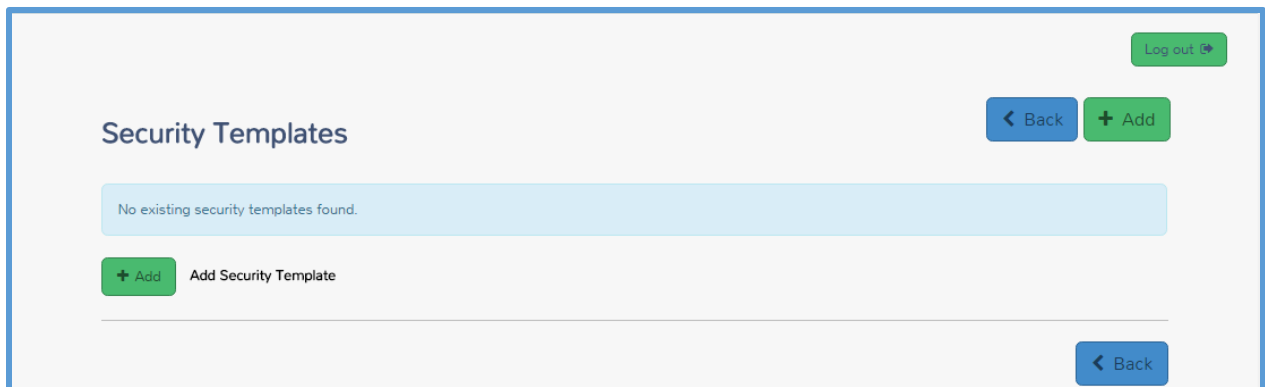 Log out
Security Templates
Back
Add
No existing security templates found.
Add
Add Security Template
Back